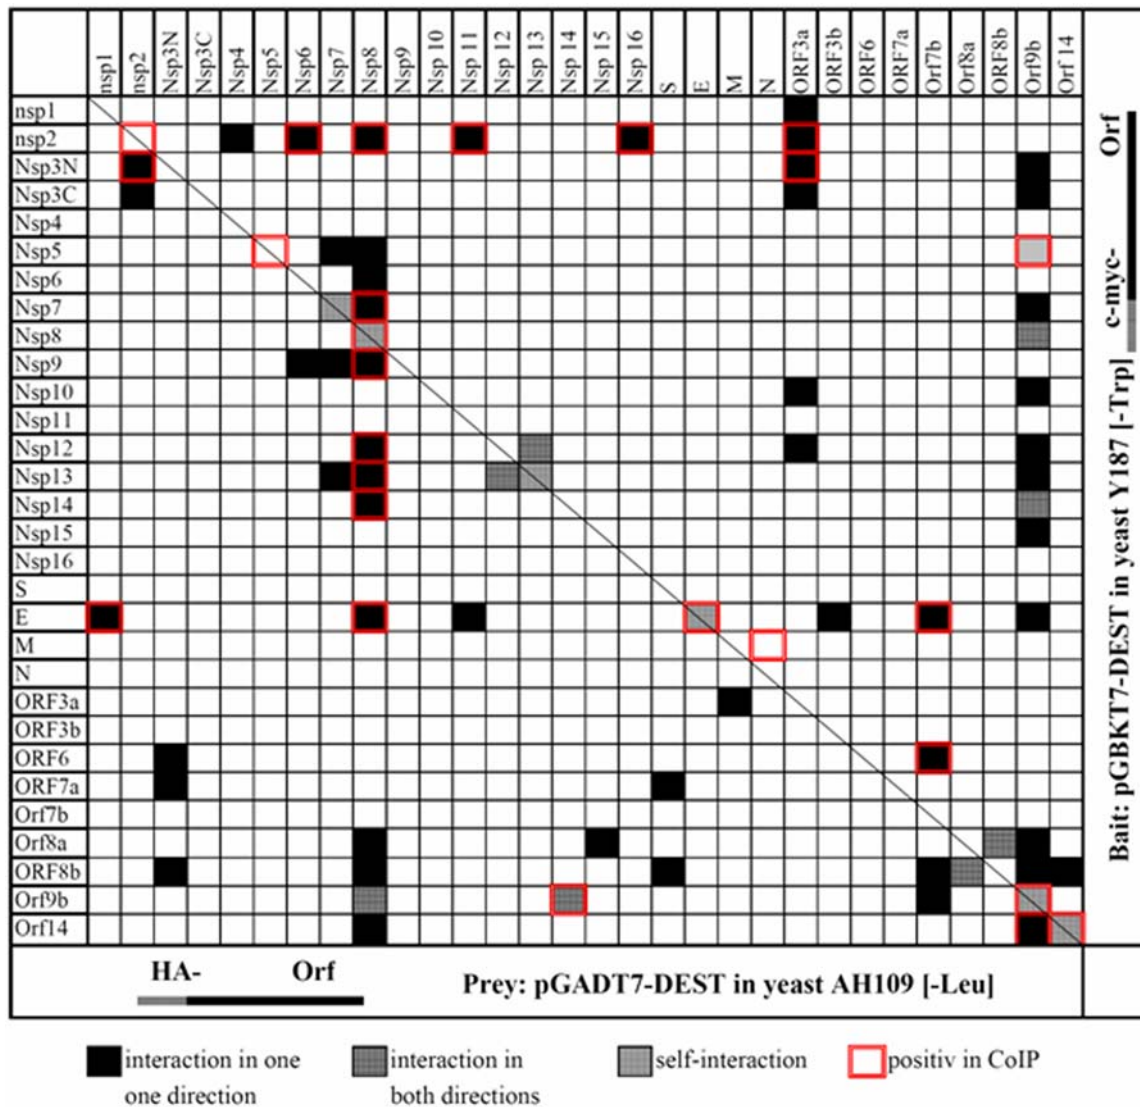 nsp1 nsp2 Nsp3N Nsp3C Nsp4 Nsp5 Nsp6 Nsp7 Nsp8 Nsp9 Nsp 10 Nsp 11 Nsp 12 Nsp 13 Nsp 14 Nsp 15 Nsp 16 S E M N ORF3a ORF3b ORF6 ORF7a Orf7b Orf8a ORF8b Orf9b Orf 14
nsp1
nsp2
Nsp3N
Nsp3C
Nsp4
Nsp5
Nsp6
Nsp7
Nsp8
Nsp9
Nsp10
Nsp11
Nsp12
Nsp13
Nsp14
Nsp15
Nsp16
S
E
M
N
ORF3a
ORF3b
ORF6
ORF7a
Orf7b
Orf8a
ORF8b
Orf9b
Orf14
c-myc- Orf
Bait: pGBKT7-DEST in yeast Y187 [-Trp]
HA- Orf
Prey: pGADT7-DEST in yeast AH109 [-Leu]
interaction in one
one direction
interaction in
both directions
self-interaction
positiv in CoIP